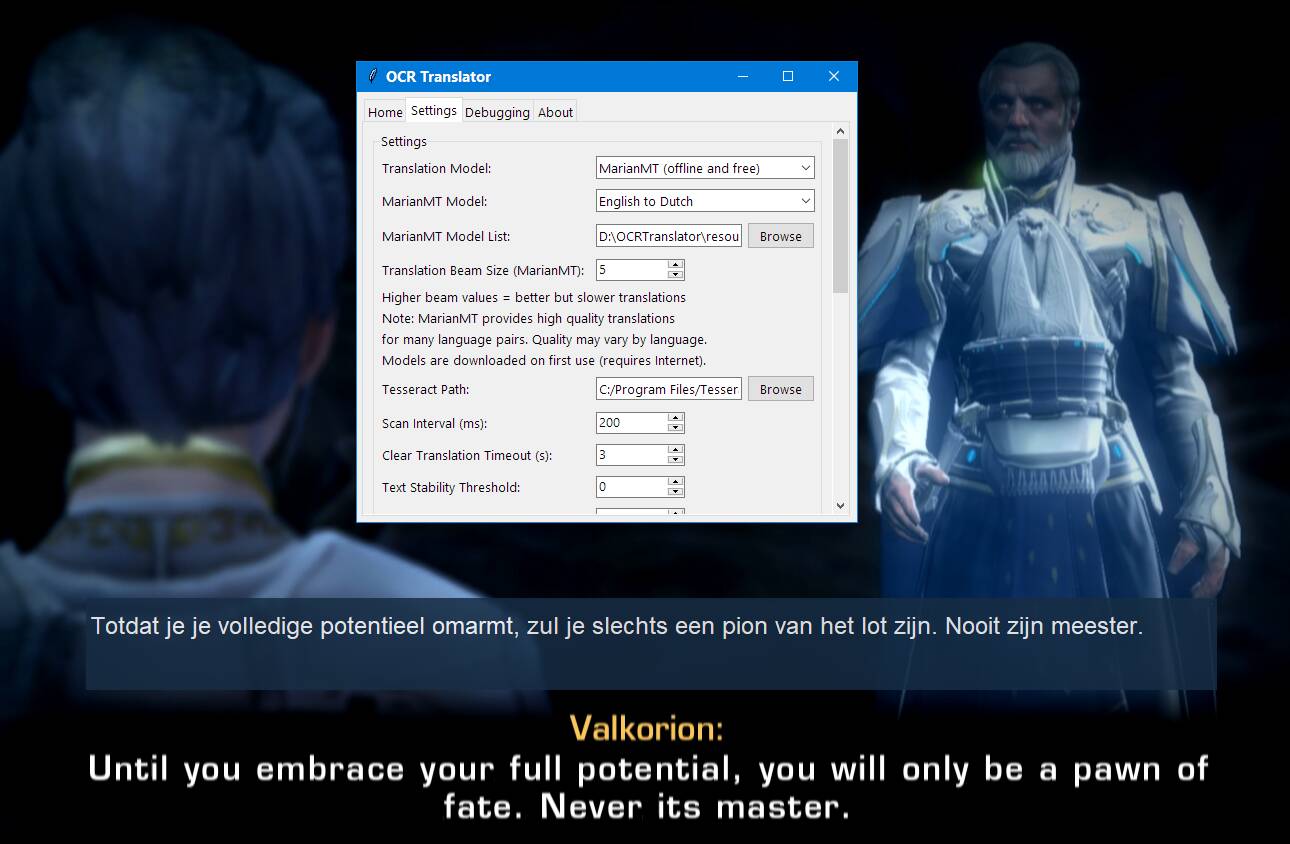 OCR Translator
Home Settings Debugging About
Settings
Translation Model: MarianMT (offline and free)
MarianMT Model: English to Dutch
MarianMT Model List: D:\OCRTranslator\resou Browse
Translation Beam Size (MarianMT): 5
Higher beam values = better but slower translations
Note: MarianMT provides high quality translations
for many language pairs. Quality may vary by language.
Models are downloaded on first use (requires Internet).
Tesseract Path: C:/Program Files/Tesser Browse
Scan Interval (ms): 200
Clear Translation Timeout (s): 3
Text Stability Threshold: 0
Totdat je je volledige potentieel omarmt, zul je slechts een pion van het lot zijn. Nooit zijn meester.
Valkorion:
Until you embrace your full potential, you will only be a pawn of
fate. Never its master.